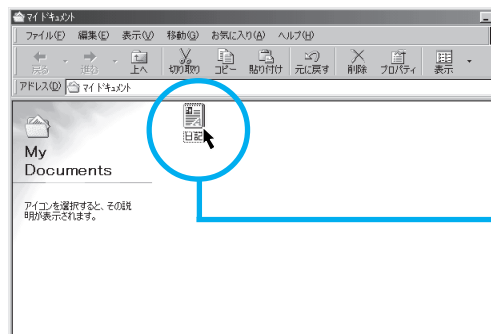 マイ ドキュメント
ファイル(F) 編集(E) 表示(V) 移動(G) お気に入り(A) ヘルプ(H)
戻る 進む 上へ 切り取り コピー 貼り付け 元に戻す 削除 プロパティ 表示
アドレス(D) マイ ドキュメント
日記
My
Documents
アイコンを選択すると、その説
明が表示されます。